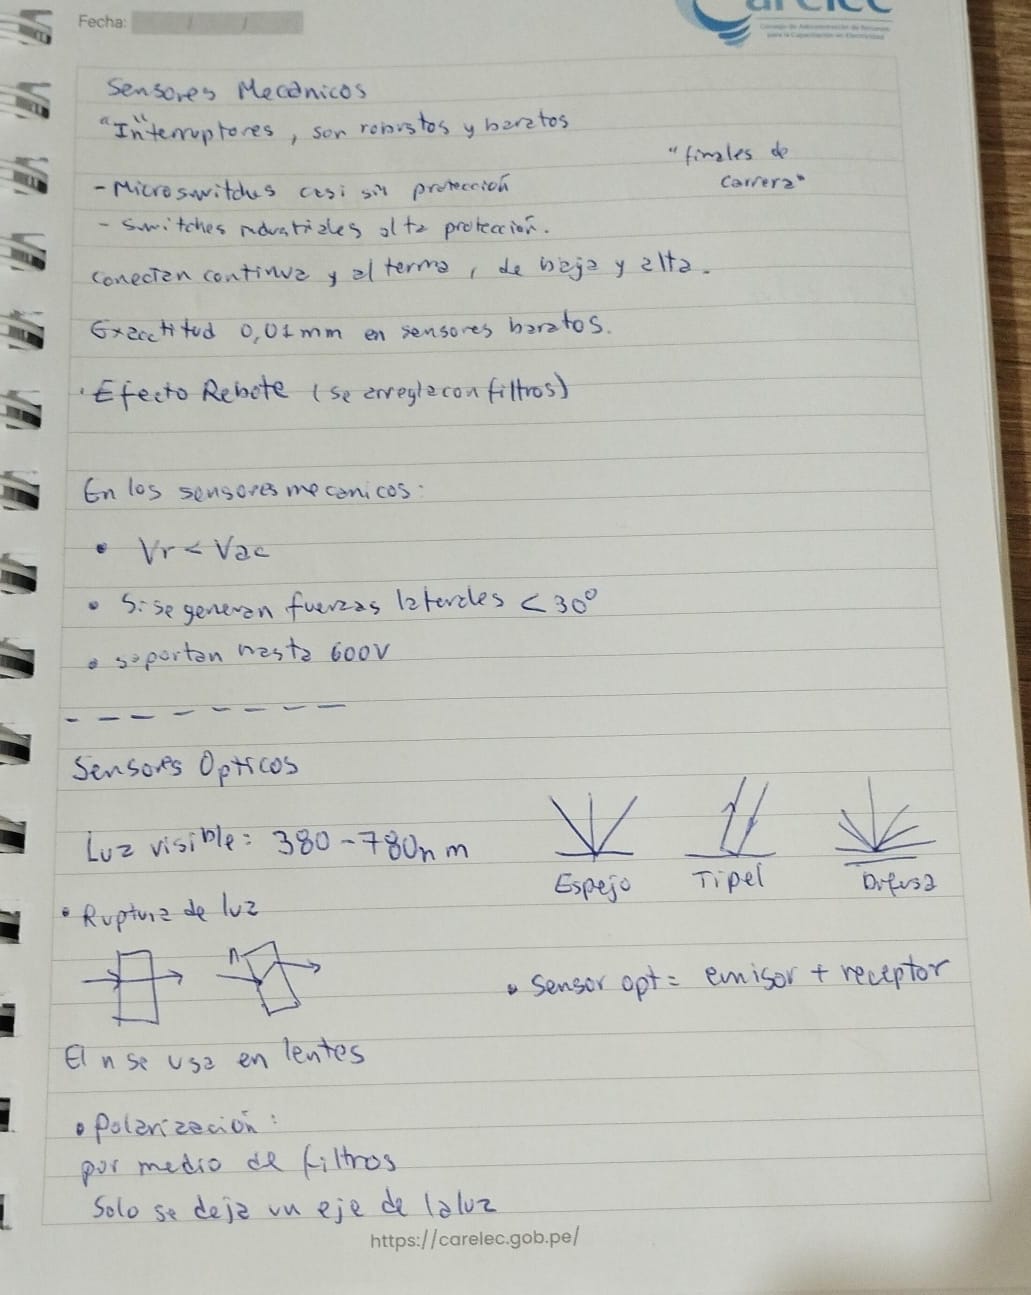 Fecha:
Carelec
Sensores Mecánicos
"Interruptores", son robustos y baratos
"finales de
carrera"
- Microswitches casi sin protección
- Switches industriales alta protección.
conectan continua y alterna, de baja y alta.
Exactitud 0,01 mm en sensores baratos.
· Efecto Rebote (se arregla con filtros)
En los sensores mecanicos:
• Vr < Vac
• Si se generan fuerzas laterales < 30°
• soportan hasta 600V
- - - - - - - -
Sensores Opticos
Luz visible: 380-780nm
Espejo Tipel Difusa
• Ruptura de luz
n
• Sensor opt = emisor + receptor
El n se usa en lentes
• Polarización:
por medio de filtros
Solo se deja un eje de la luz
https://carelec.gob.pe/